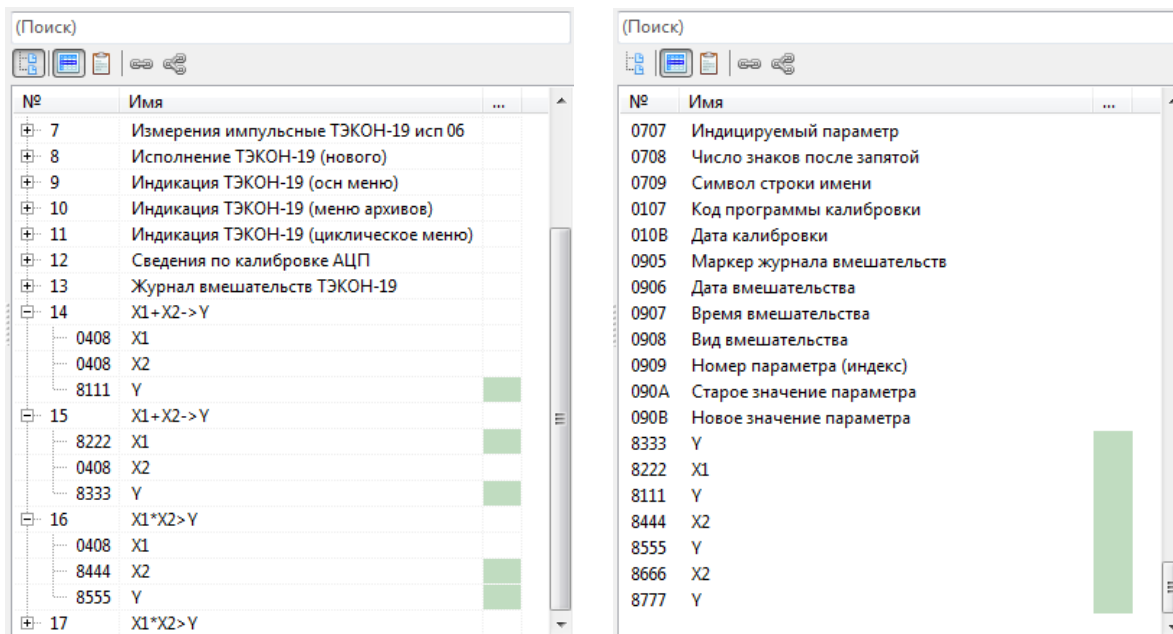 (Поиск)
№ Имя ...
7 Измерения импульсные ТЭКОН-19 исп 06
8 Исполнение ТЭКОН-19 (нового)
9 Индикация ТЭКОН-19 (осн меню)
10 Индикация ТЭКОН-19 (меню архивов)
11 Индикация ТЭКОН-19 (циклическое меню)
12 Сведения по калибровке АЦП
13 Журнал вмешательств ТЭКОН-19
14 X1+X2->Y
0408 X1
0408 X2
8111 Y
15 X1+X2->Y
8222 X1
0408 X2
8333 Y
16 X1*X2>Y
0408 X1
8444 X2
8555 Y
17 X1*X2>Y
(Поиск)
№ Имя ...
0707 Индицируемый параметр
0708 Число знаков после запятой
0709 Символ строки имени
0107 Код программы калибровки
010B Дата калибровки
0905 Маркер журнала вмешательств
0906 Дата вмешательства
0907 Время вмешательства
0908 Вид вмешательства
0909 Номер параметра (индекс)
090A Старое значение параметра
090B Новое значение параметра
8333 Y
8222 X1
8111 Y
8444 X2
8555 Y
8666 X2
8777 Y